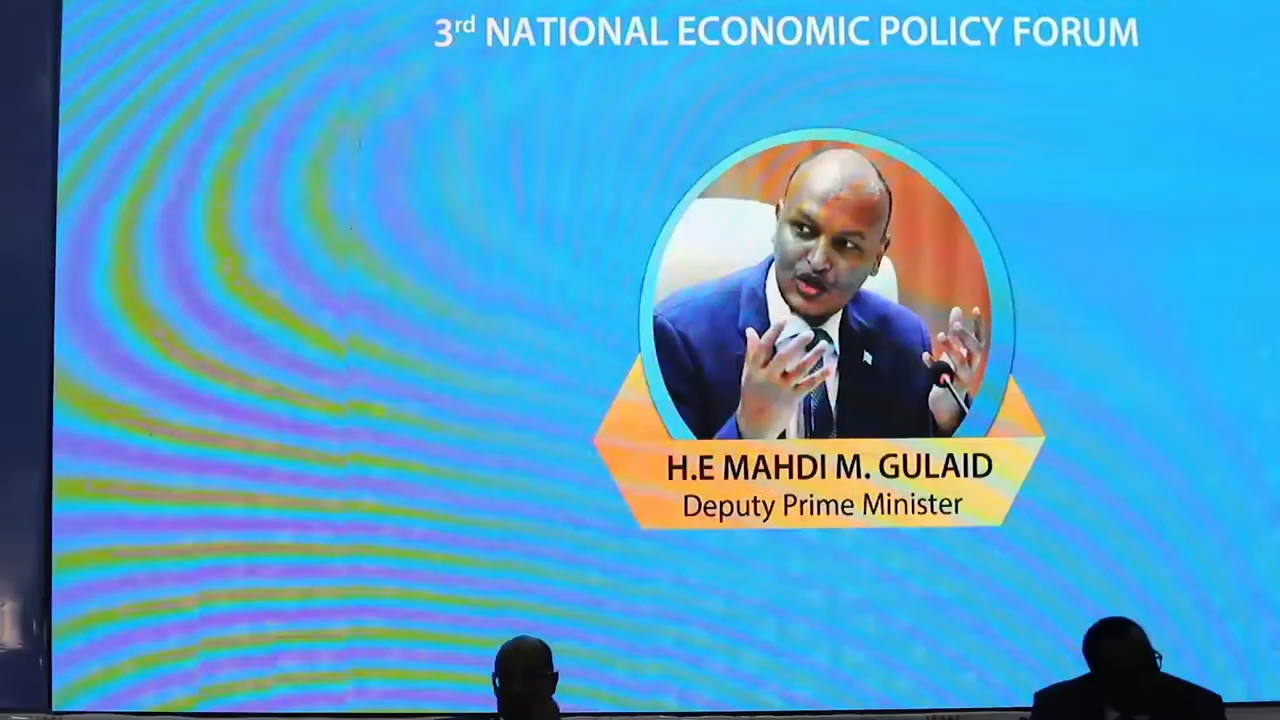 3rd NATIONAL ECONOMIC POLICY FORUM
H.E MAHDI M. GULAID
Deputy Prime Minister